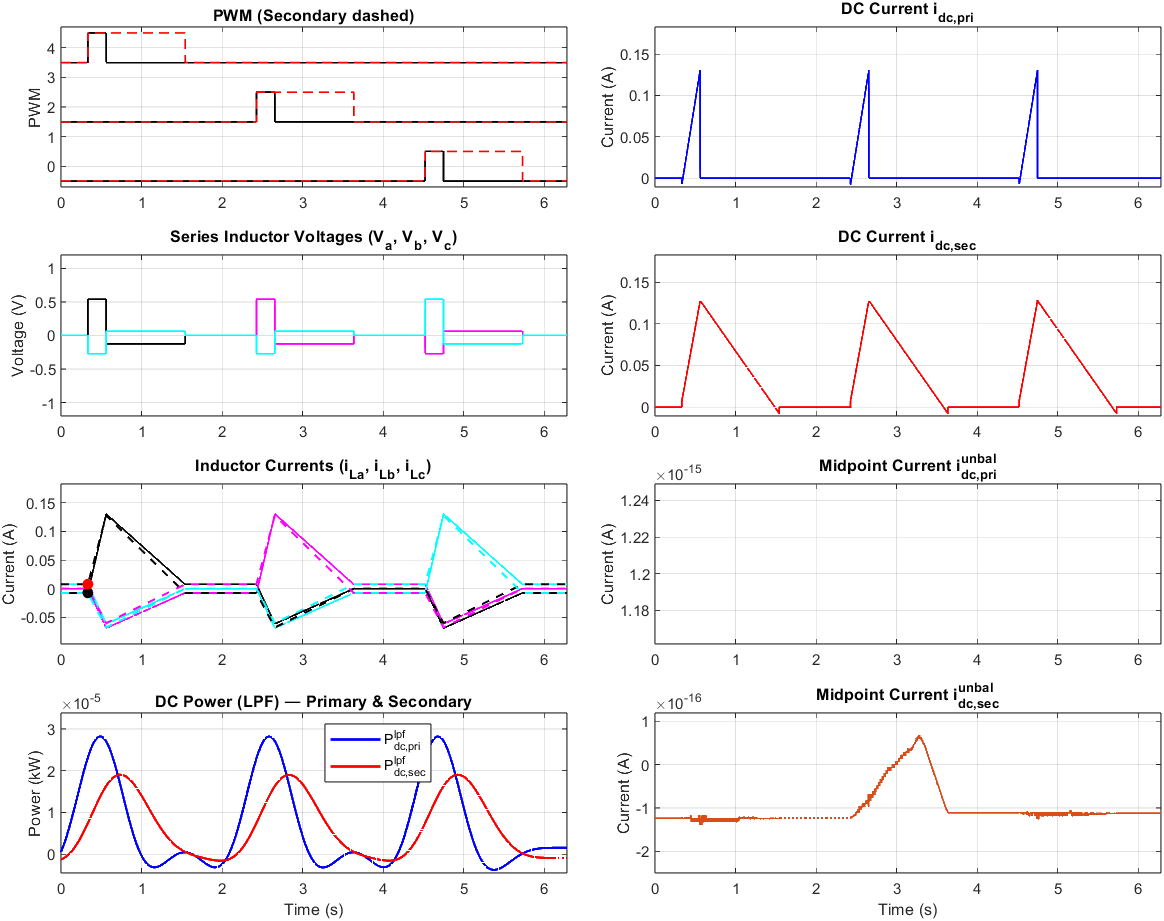 PWM (Secondary dashed)
PWM
4
3
2
1
0
0 1 2 3 4 5 6
DC Current i_dc,pri
Current (A)
0.15
0.1
0.05
0
0 1 2 3 4 5 6
Series Inductor Voltages (V_a, V_b, V_c)
Voltage (V)
1
0.5
0
-0.5
-1
0 1 2 3 4 5 6
DC Current i_dc,sec
Current (A)
0.15
0.1
0.05
0
0 1 2 3 4 5 6
Inductor Currents (i_La, i_Lb, i_Lc)
Current (A)
0.15
0.1
0.05
0
-0.05
0 1 2 3 4 5 6
Midpoint Current i_dc,pri^unbal
×10^-15
Current (A)
1.24
1.22
1.2
1.18
0 1 2 3 4 5 6
DC Power (LPF) — Primary & Secondary
×10^-5
Power (kW)
3
2
1
0
P_dc,pri^lpf
P_dc,sec^lpf
0 1 2 3 4 5 6
Time (s)
Midpoint Current i_dc,sec^unbal
×10^-16
Current (A)
1
0
-1
-2
0 1 2 3 4 5 6
Time (s)